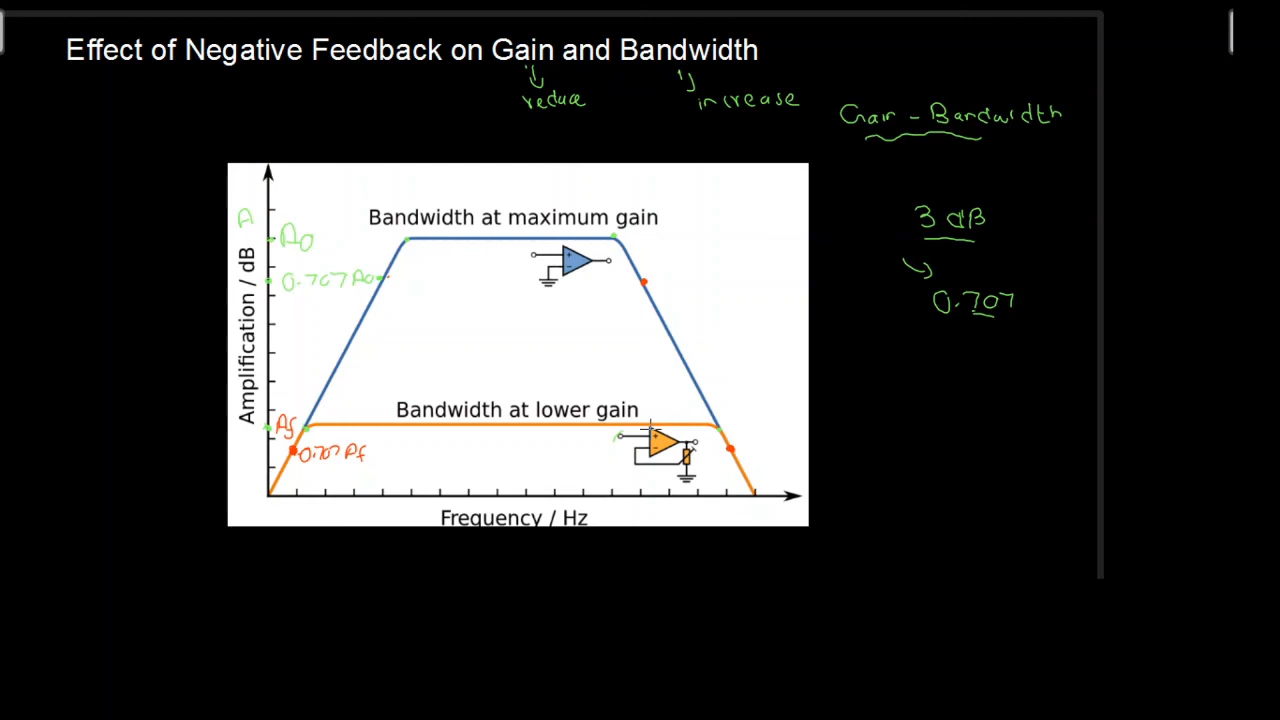 Effect of Negative Feedback on Gain and Bandwidth
reduce
increase
Gain - Bandwidth
3 dB
0.707
Bandwidth at maximum gain
A
A0
0.707 A0
Amplification / dB
Bandwidth at lower gain
Af
0.707 Af
Frequency / Hz